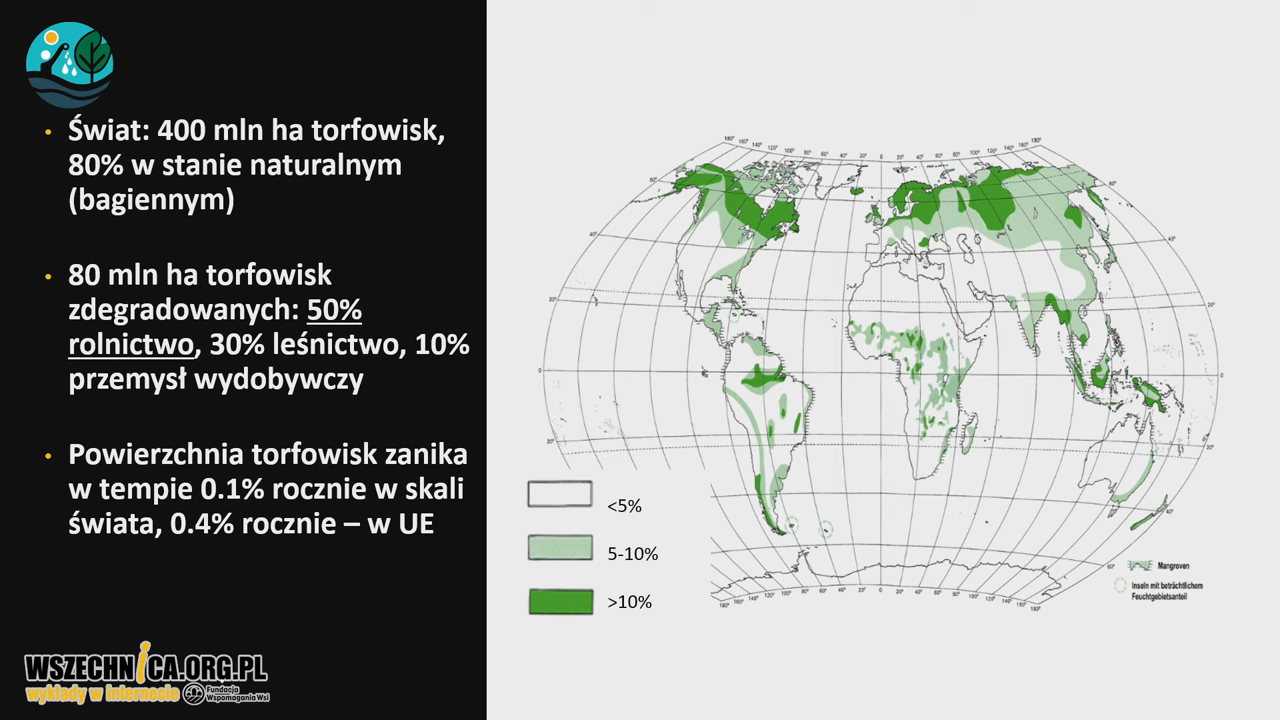 Świat: 400 mln ha torfowisk,
80% w stanie naturalnym
(bagiennym)
80 mln ha torfowisk
zdegradowanych: 50%
rolnictwo, 30% leśnictwo, 10%
przemysł wydobywczy
Powierzchnia torfowisk zanika
w tempie 0.1% rocznie w skali
świata, 0.4% rocznie – w UE
WSZECHNiCA.ORG.PL
wykłady w internecie
Fundacja
Wspomagania Wsi
<5%
5-10%
>10%
Mangroven
Inseln mit beträchtlichem
Feuchtgebietsanteil